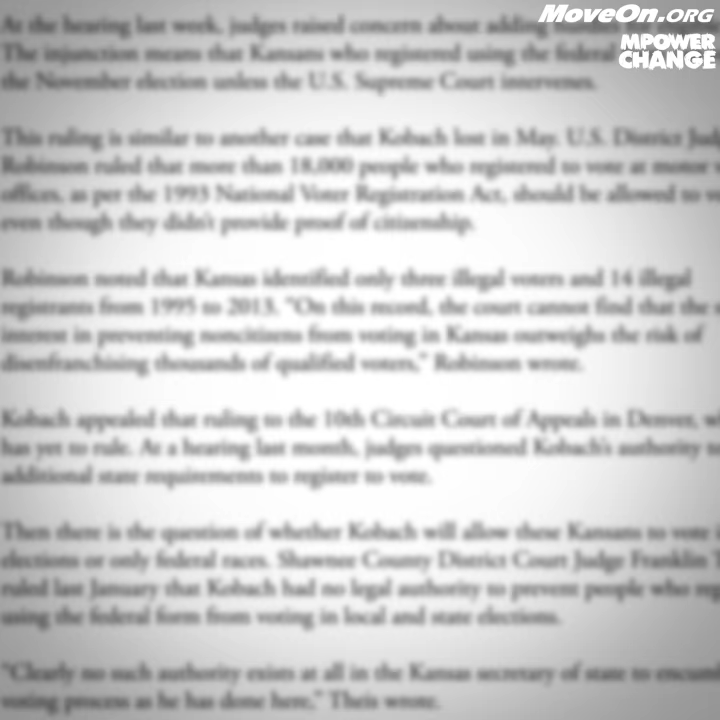 MoveOn.ORG
MPOWER
CHANGE
At the hearing last week, judges raised concern about adding
The injunction means that Kansans who registered using the federal
the November election unless the U.S. Supreme Court intervenes.
This ruling is similar to another case that Kobach lost in May. U.S. District
Robinson ruled that more than 18,000 people who registered to vote at motor
offices, as per the 1993 National Voter Registration Act, should be allowed to
even though they didn't provide proof of citizenship.
Robinson noted that Kansas identified only three illegal voters and 14 illegal
registrants from 1995 to 2013. "On this record, the court cannot find that the
interest in preventing noncitizens from voting in Kansas outweighs the risk of
disenfranchising thousands of qualified voters," Robinson wrote.
Kobach appealed that ruling to the 10th Circuit Court of Appeals in Denver,
has yet to rule. At a hearing last month, judges questioned Kobach's authority
additional state requirements to register to vote.
Then there is the question of whether Kobach will allow these Kansans to vote
elections or only federal races. Shawnee County District Court Judge Franklin
ruled last January that Kobach had no legal authority to prevent people who
using the federal form from voting in local and state elections.
"Clearly no such authority exists at all in the Kansas secretary of state to
voting process as he has done here," Theis wrote.